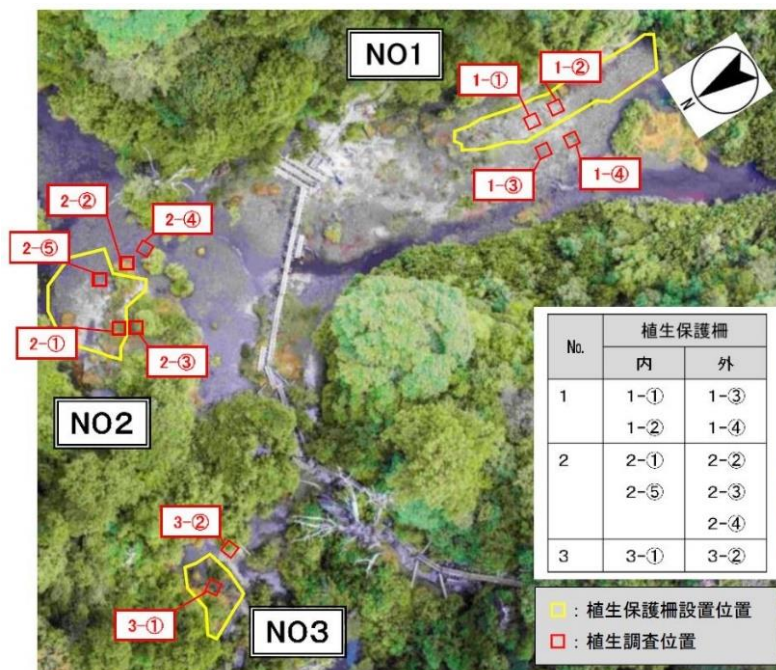 NO1
1-①
1-②
1-③
1-④
N
2-②
2-④
2-⑤
2-①
2-③
NO2
3-②
3-①
NO3
No. 植生保護柵
内 外
1 1-① 1-③
1-② 1-④
2 2-① 2-②
2-⑤ 2-③
2-④
3 3-① 3-②
：植生保護柵設置位置
：植生調査位置